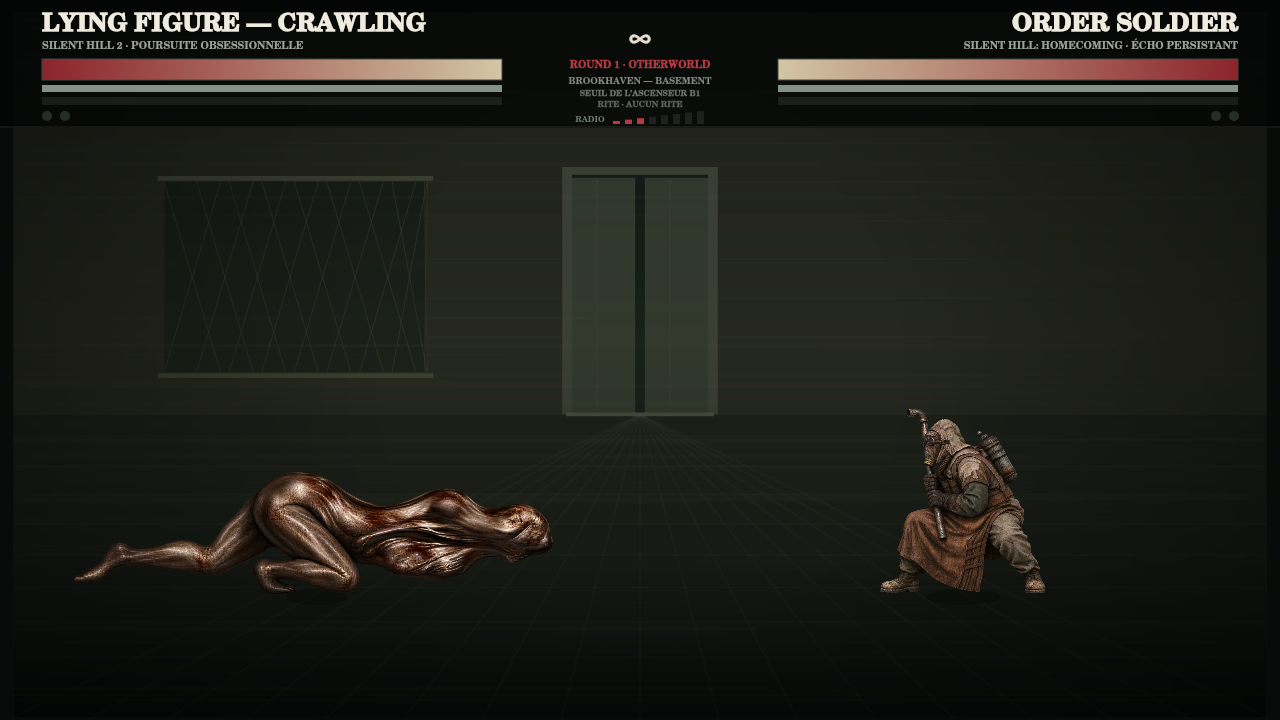 LYING FIGURE — CRAWLING
SILENT HILL 2 · POURSUITE OBSESSIONNELLE
∞
ROUND 1 · OTHERWORLD
BROOKHAVEN — BASEMENT
SEUIL DE L'ASCENSEUR B1
RITE · AUCUN RITE
RADIO
ORDER SOLDIER
SILENT HILL: HOMECOMING · ÉCHO PERSISTANT